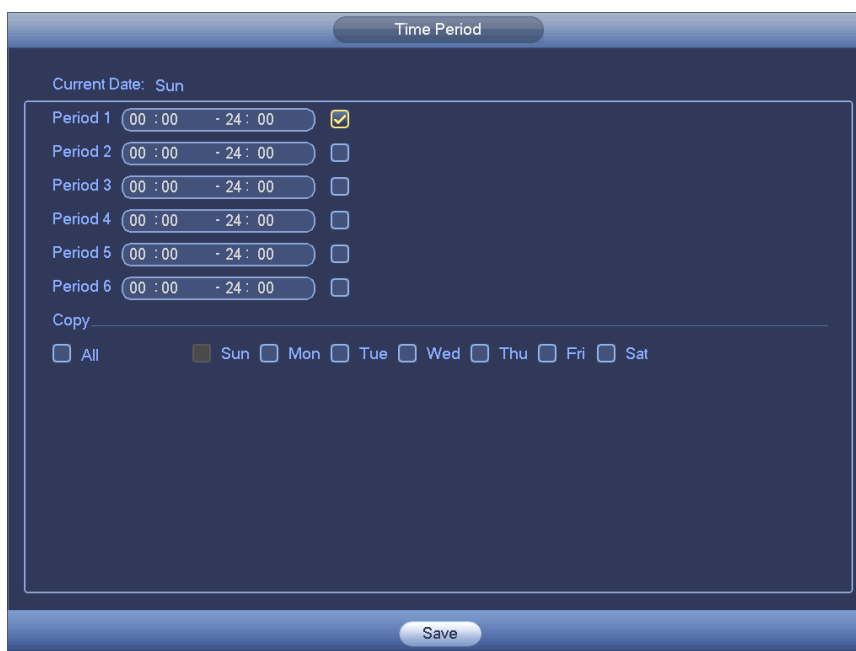 Time Period
Current Date: Sun
Period 1 00 :00 - 24 : 00
Period 2 00 :00 - 24 : 00
Period 3 00 :00 - 24 : 00
Period 4 00 :00 - 24 : 00
Period 5 00 :00 - 24 : 00
Period 6 00 :00 - 24 : 00
Copy
All Sun Mon Tue Wed Thu Fri Sat
Save